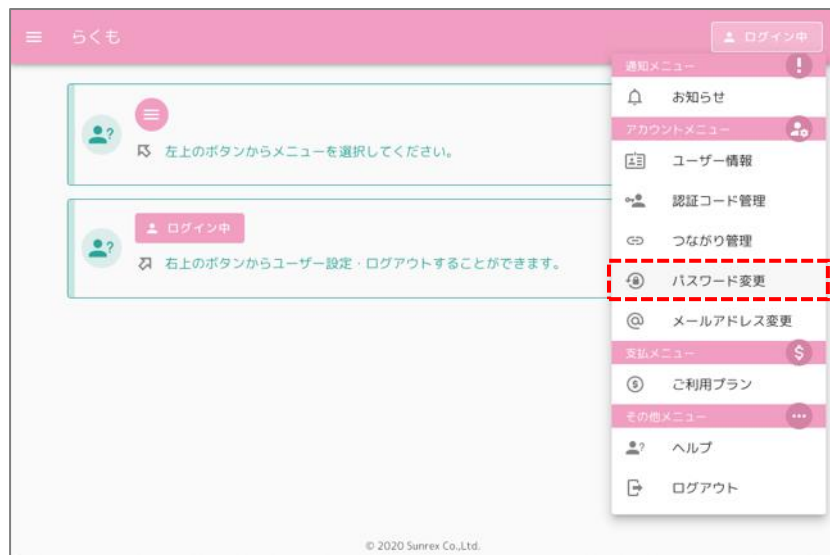 らくも
ログイン中
左上のボタンからメニューを選択してください。
ログイン中
右上のボタンからユーザー設定・ログアウトすることができます。
通知メニュー
お知らせ
アカウントメニュー
ユーザー情報
認証コード管理
つながり管理
パスワード変更
メールアドレス変更
支払メニュー
ご利用プラン
その他メニュー
ヘルプ
ログアウト
© 2020 Sunrex Co.,Ltd.